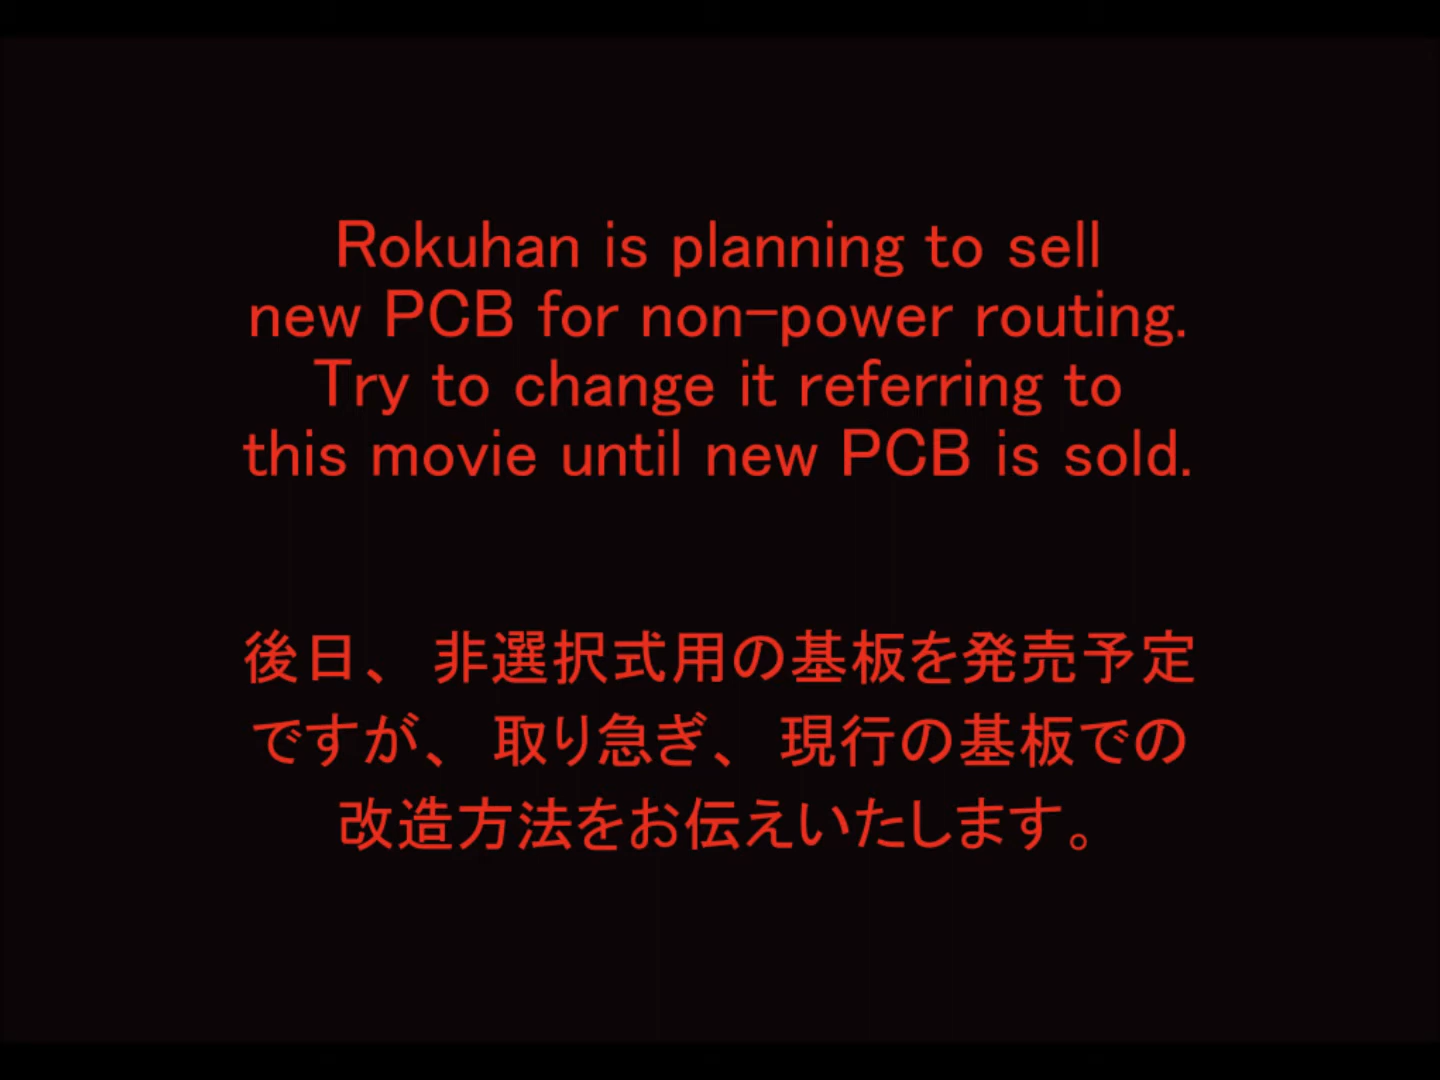 Rokuhan is planning to sell
new PCB for non-power routing.
Try to change it referring to
this movie until new PCB is sold.
後日、非選択式用の基板を発売予定
ですが、取り急ぎ、現行の基板での
改造方法をお伝えいたします。